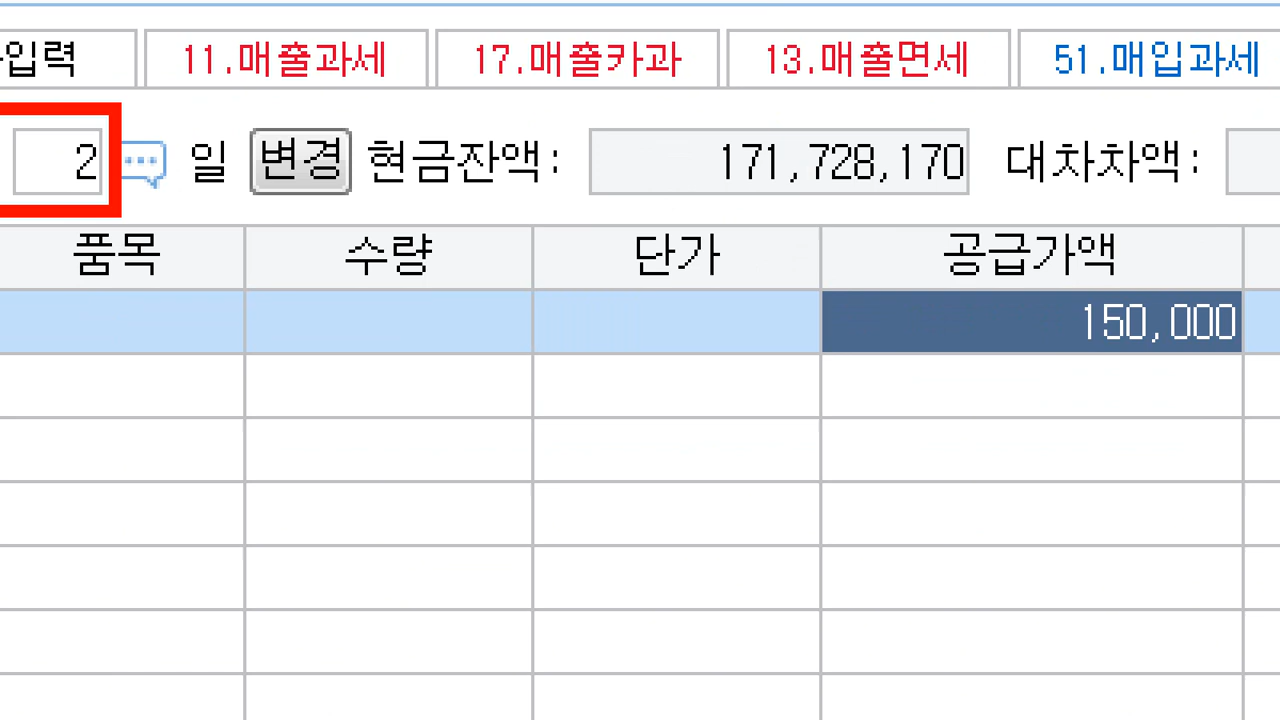 입력 11.매출과세 17.매출카과 13.매출면세 51.매입과세
2 일 변경 현금잔액: 171,728,170 대차차액:
품목 수량 단가 공급가액
150,000